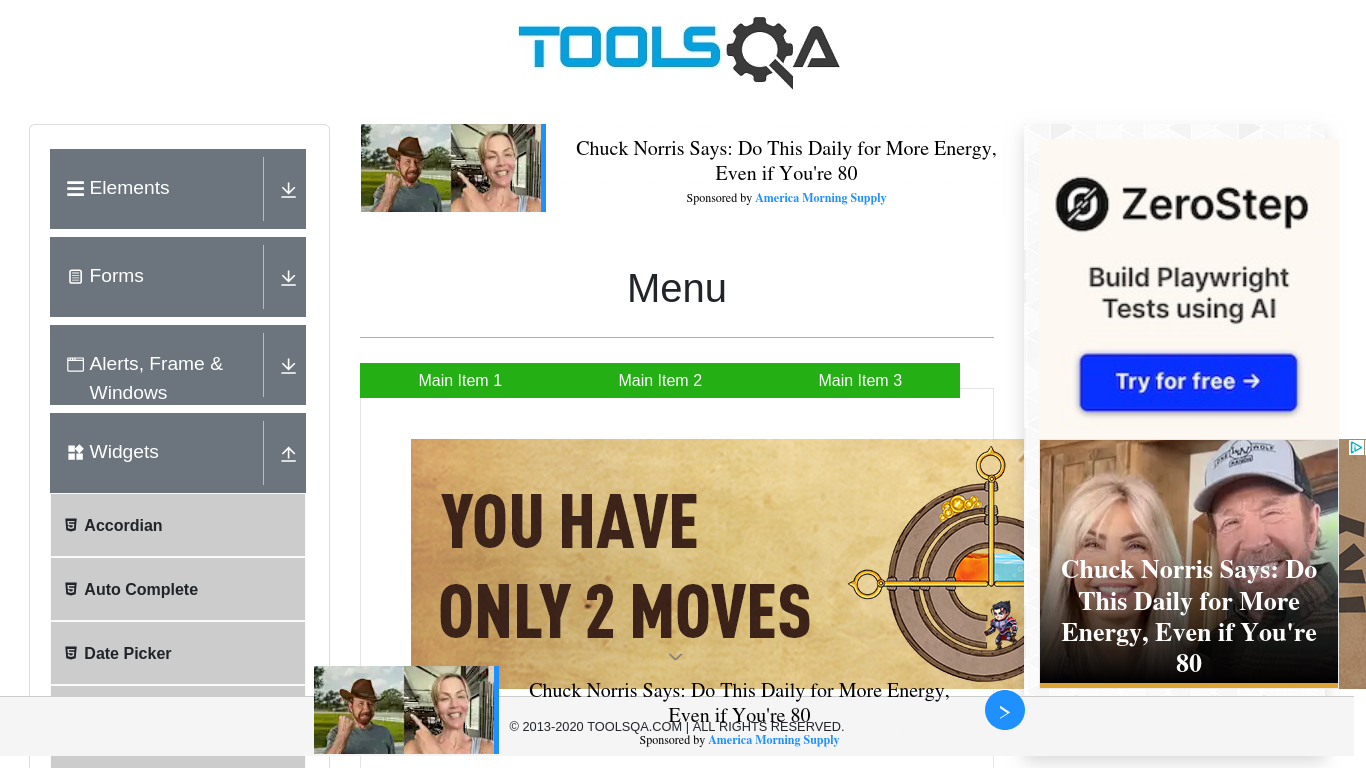 TOOLSQA
Elements
Forms
Alerts, Frame &
Windows
Widgets
Accordian
Auto Complete
Date Picker
Chuck Norris Says: Do This Daily for More Energy,
Even if You're 80
Sponsored by America Morning Supply
Menu
Main Item 1
Main Item 2
Main Item 3
YOU HAVE
ONLY 2 MOVES
ZeroStep
Build Playwright
Tests using AI
Try for free →
Chuck Norris Says: Do
This Daily for More
Energy, Even if You're
80
Chuck Norris Says: Do This Daily for More Energy,
Even if You're 80
Sponsored by America Morning Supply
© 2013-2020 TOOLSQA.COM | ALL RIGHTS RESERVED.